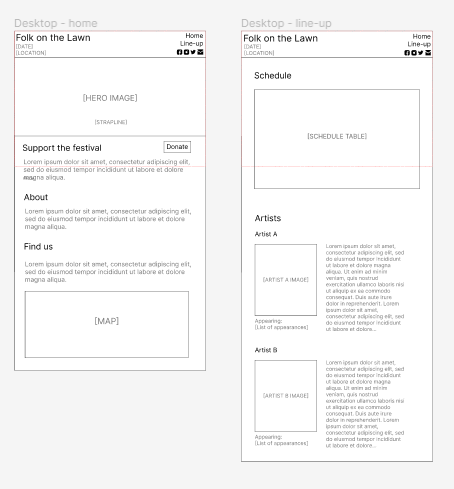 Desktop - home
Folk on the Lawn
[DATE]
[LOCATION]
Home
Line-up
[HERO IMAGE]
[STRAPLINE]
Support the festival
Donate
Lorem ipsum dolor sit amet, consectetur adipiscing elit,
sed do eiusmod tempor incididunt ut labore et dolore
magna aliqua.
About
Lorem ipsum dolor sit amet, consectetur adipiscing elit,
sed do eiusmod tempor incididunt ut labore et dolore
magna aliqua.
Find us
Lorem ipsum dolor sit amet, consectetur adipiscing elit,
sed do eiusmod tempor incididunt ut labore et dolore
magna aliqua.
[MAP]
Desktop - line-up
Folk on the Lawn
[DATE]
[LOCATION]
Home
Line-up
Schedule
[SCHEDULE TABLE]
Artists
Artist A
[ARTIST A IMAGE]
Appearing:
[List of appearances]
Lorem ipsum dolor sit amet,
consectetur adipiscing elit, sed
do eiusmod tempor incididunt
ut labore et dolore magna
aliqua. Ut enim ad minim
veniam, quis nostrud
exercitation ullamco laboris nisi
ut aliquip ex ea commodo
consequat. Duis aute irure
dolor in reprehenderit. Lorem
ipsum dolor sit amet,
consectetur adipiscing elit, sed
do eiusmod tempor incididunt
ut labore et dolore...
Artist B
[ARTIST B IMAGE]
Appearing:
[List of appearances]
Lorem ipsum dolor sit amet,
consectetur adipiscing elit, sed
do eiusmod tempor incididunt
ut labore et dolore magna
aliqua. Ut enim ad minim
veniam, quis nostrud
exercitation ullamco laboris nisi
ut aliquip ex ea commodo
consequat. Duis aute irure
dolor in reprehenderit. Lorem
ipsum dolor sit amet,
consectetur adipiscing elit, sed
do eiusmod tempor incididunt
ut labore et dolore...